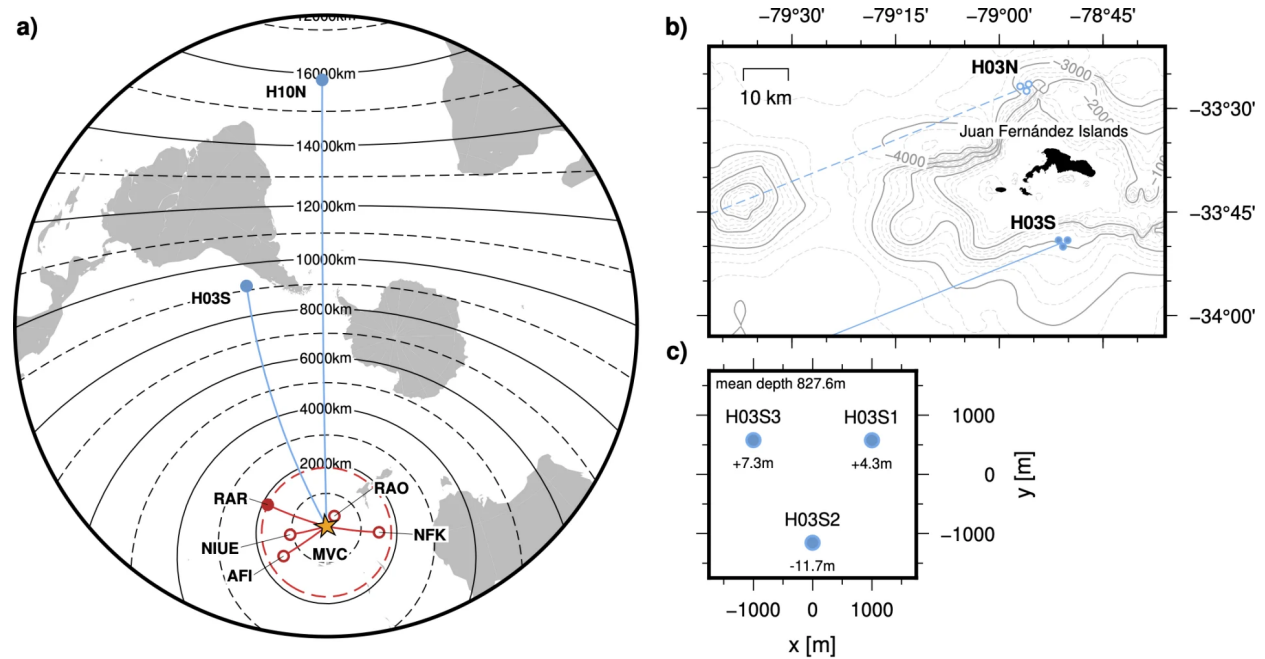 a)
12000km
16000km
H10N
14000km
12000km
10000km
H03S
8000km
6000km
4000km
2000km
RAR
RAO
NIUE
NFK
MVC
AFI
b)
−79°30' −79°15' −79°00' −78°45'
H03N
−3000
10 km
−2000
−33°30'
Juan Fernández Islands
−4000
−100
H03S
−33°45'
−34°00'
c)
mean depth 827.6m
H03S3 H03S1
+7.3m +4.3m
H03S2
-11.7m
1000
0
−1000
y [m]
−1000 0 1000
x [m]